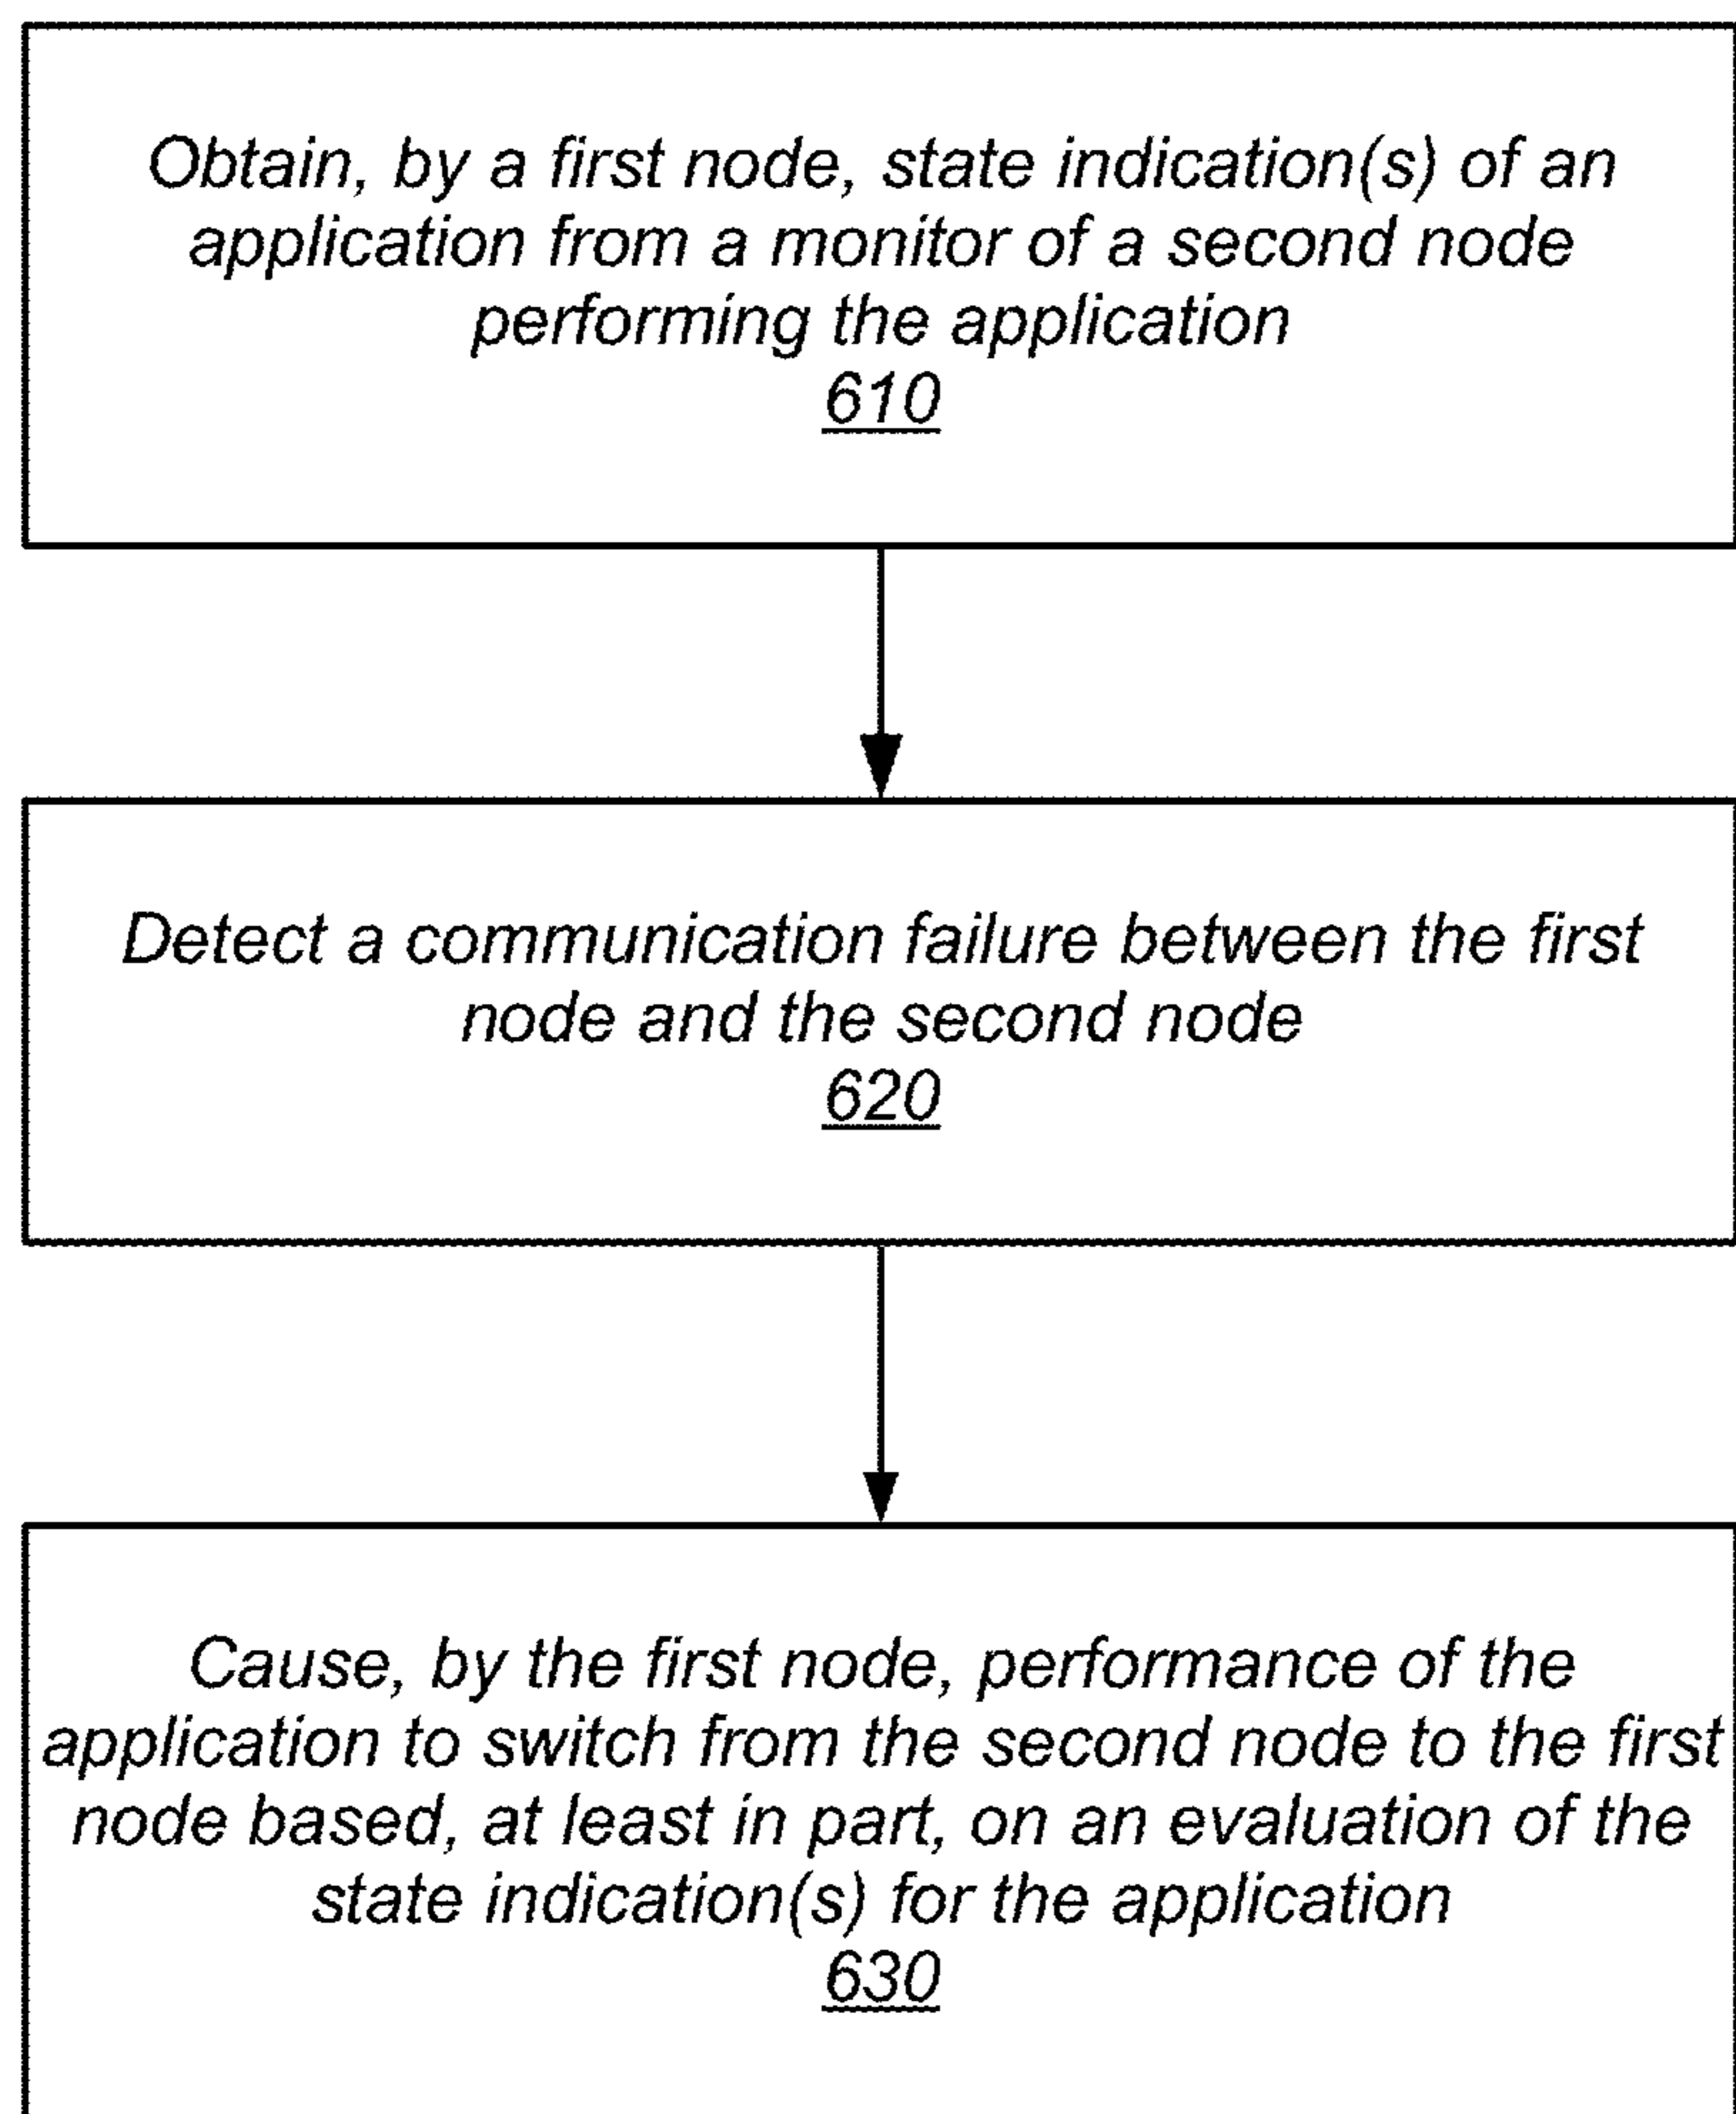 Obtain, by a first node, state indication(s) of an
application from a monitor of a second node
performing the application
610
Detect a communication failure between the first
node and the second node
620
Cause, by the first node, performance of the
application to switch from the second node to the first
node based, at least in part, on an evaluation of the
state indication(s) for the application
630